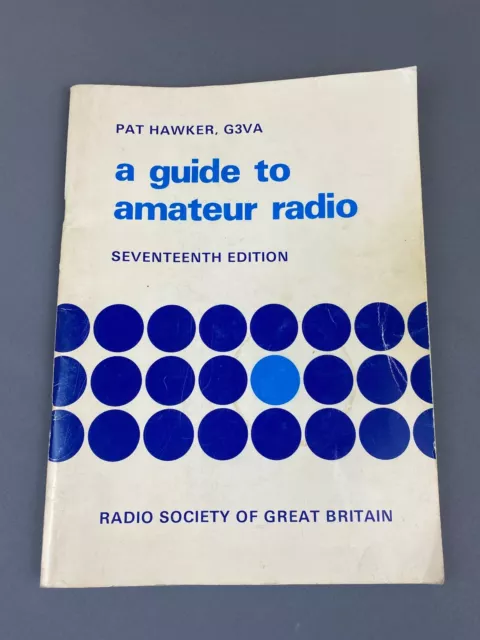 PAT HAWKER, G3VA
a guide to
amateur radio
SEVENTEENTH EDITION
RADIO SOCIETY OF GREAT BRITAIN